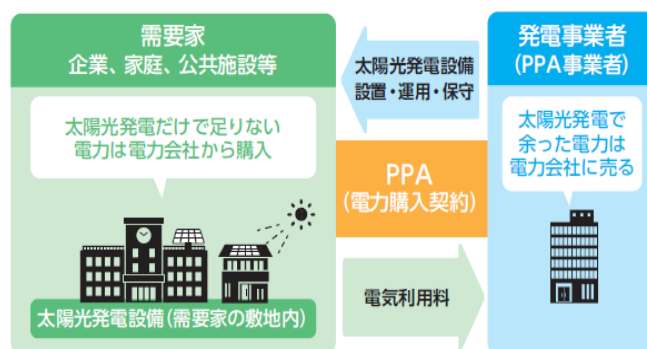 需要家
企業、家庭、公共施設等
太陽光発電だけで足りない
電力は電力会社から購入
太陽光発電設備(需要家の敷地内)
太陽光発電設備
設置・運用・保守
PPA
(電力購入契約)
電気利用料
発電事業者
(PPA事業者)
太陽光発電で
余った電力は
電力会社に売る